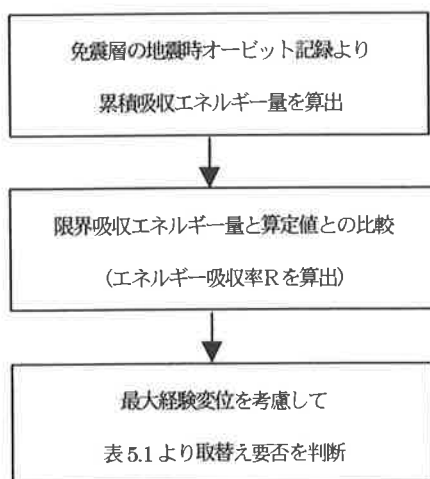 免震層の地震時オービット記録より
累積吸収エネルギー量を算出
限界吸収エネルギー量と算定値との比較
(エネルギー吸収率Rを算出)
最大経験変位を考慮して
表 5.1 より取替え要否を判断